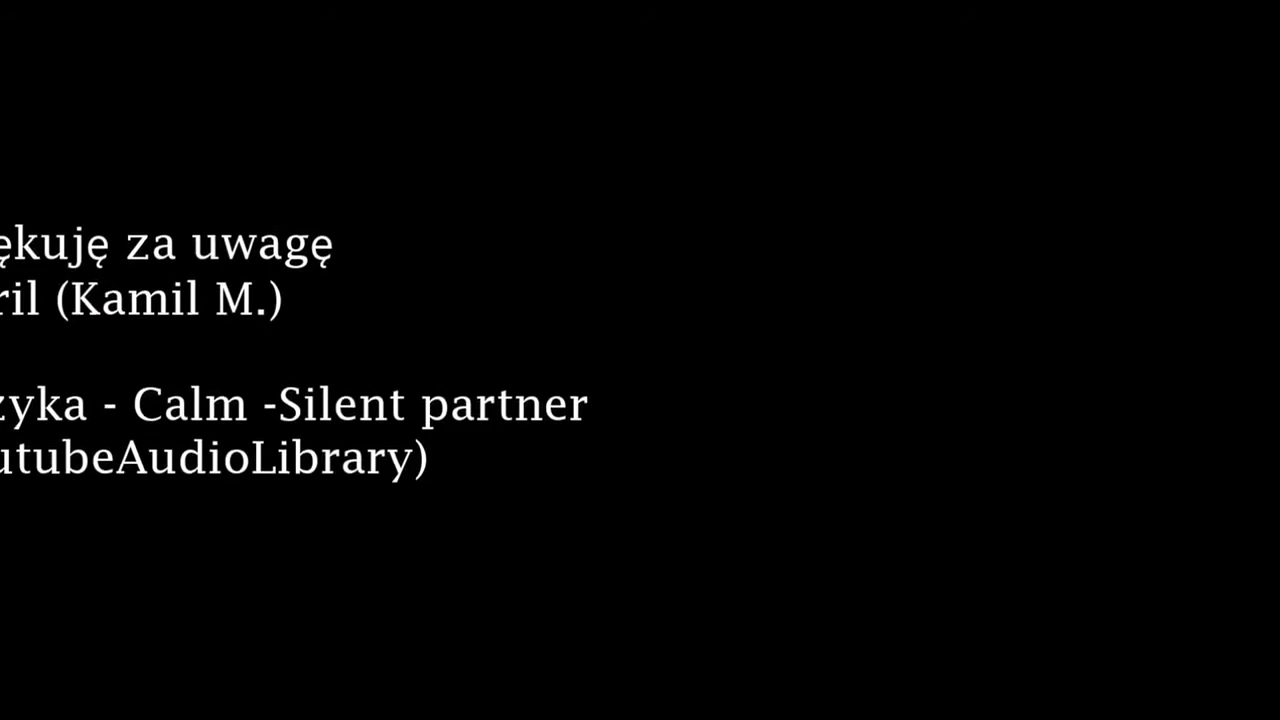 ękuję za uwagę
ril (Kamil M.)
zyka - Calm -Silent partner
utubeAudioLibrary)